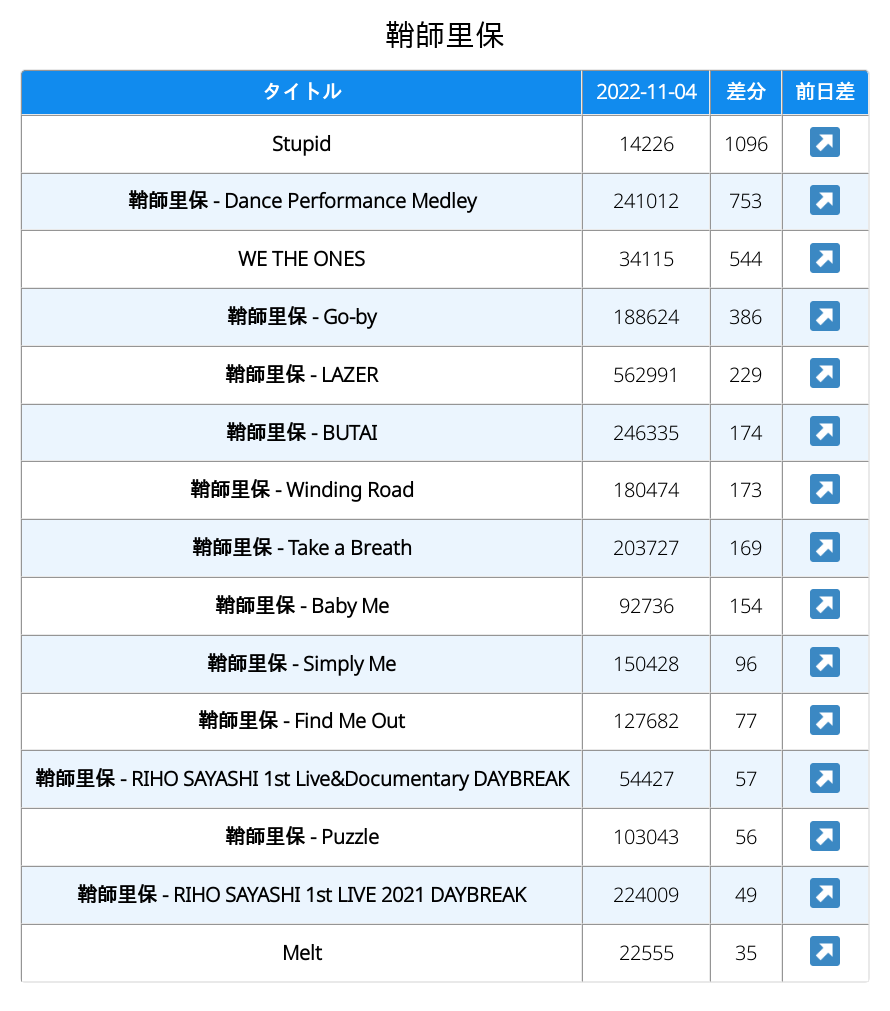 鞘師里保
タイトル 2022-11-04 差分 前日差
Stupid 14226 1096
鞘師里保 - Dance Performance Medley 241012 753
WE THE ONES 34115 544
鞘師里保 - Go-by 188624 386
鞘師里保 - LAZER 562991 229
鞘師里保 - BUTAI 246335 174
鞘師里保 - Winding Road 180474 173
鞘師里保 - Take a Breath 203727 169
鞘師里保 - Baby Me 92736 154
鞘師里保 - Simply Me 150428 96
鞘師里保 - Find Me Out 127682 77
鞘師里保 - RIHO SAYASHI 1st Live&Documentary DAYBREAK 54427 57
鞘師里保 - Puzzle 103043 56
鞘師里保 - RIHO SAYASHI 1st LIVE 2021 DAYBREAK 224009 49
Melt 22555 35